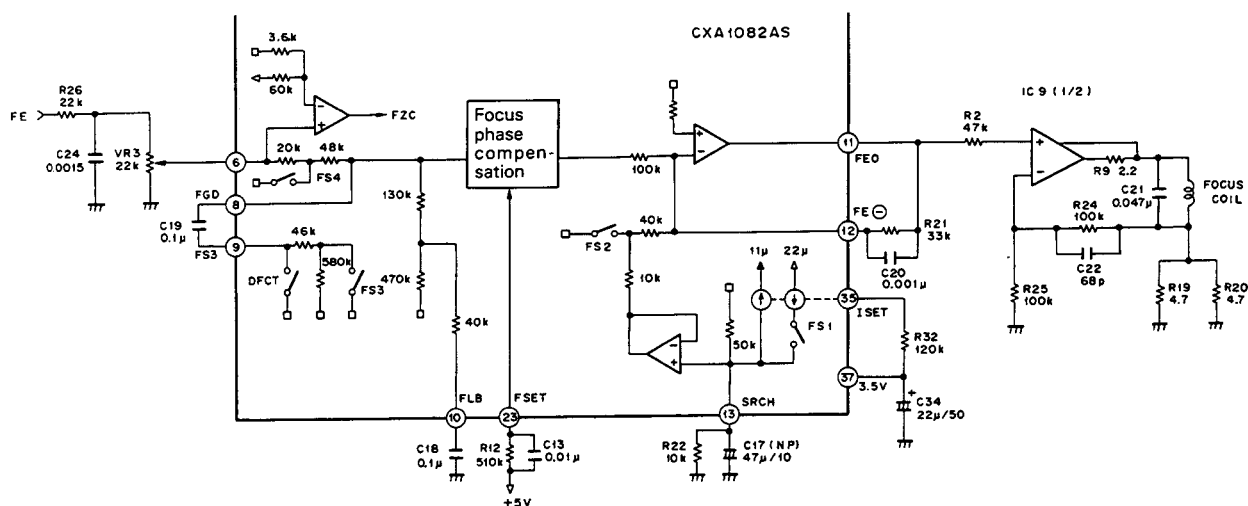 CXA1082AS
3.6k
60k
FZC
R26
22k
FE
C24
0.0015
VR3
22k
6
20k
48k
FS4
FGD
8
C19
0.1μ
9
FS3
46k
DFCT
580k
FS3
130k
470k
40k
Focus
phase
compen-
sation
100k
FS2
40k
10k
11μ
22μ
50k
FS1
11
FEO
12
FE ⊖
R21
33k
C20
0.001μ
35
ISET
R32
120k
37
3.5V
C34
22μ/50
+
R2
47k
IC9 (1/2)
R9 2.2
C21
0.047μ
FOCUS
COIL
R24
100k
C22
68p
R25
100k
R19
4.7
R20
4.7
FLB
10
C18
0.1μ
FSET
23
R12
510k
C13
0.01μ
+5V
SRCH
13
R22
10k
C17 (NP)
47μ/10